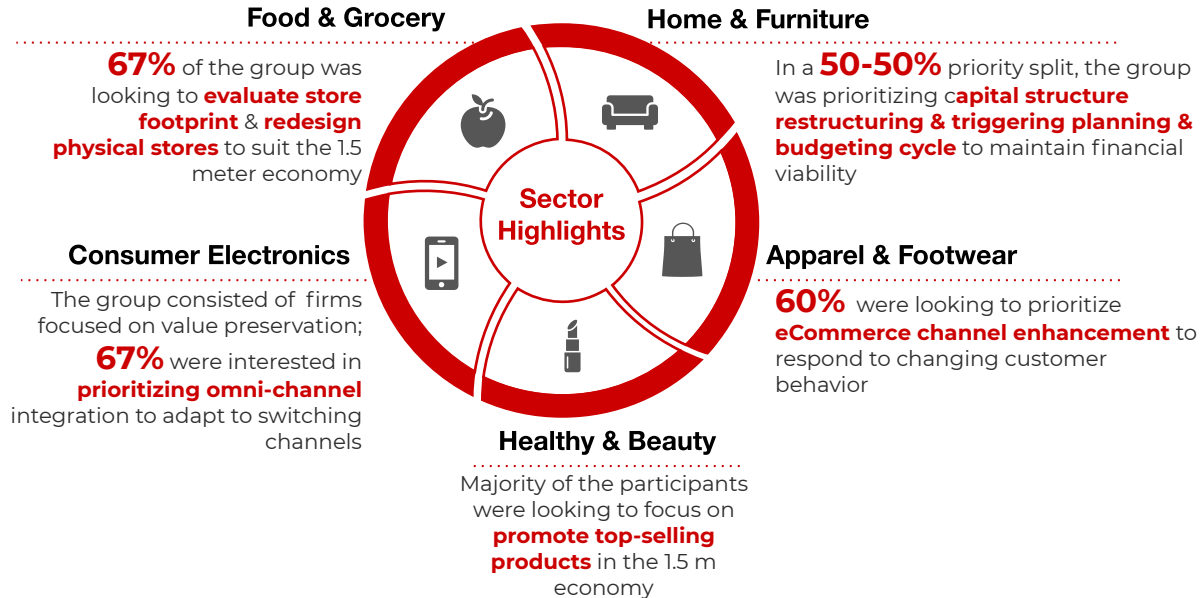 Food & Grocery
67% of the group was
looking to evaluate store
footprint & redesign
physical stores to suit the 1.5
meter economy
Home & Furniture
In a 50-50% priority split, the group
was prioritizing capital structure
restructuring & triggering planning &
budgeting cycle to maintain financial
viability
Sector
Highlights
Consumer Electronics
The group consisted of firms
focused on value preservation;
67% were interested in
prioritizing omni-channel
integration to adapt to switching
channels
Apparel & Footwear
60% were looking to prioritize
eCommerce channel enhancement to
respond to changing customer
behavior
Healthy & Beauty
Majority of the participants
were looking to focus on
promote top-selling
products in the 1.5 m
economy